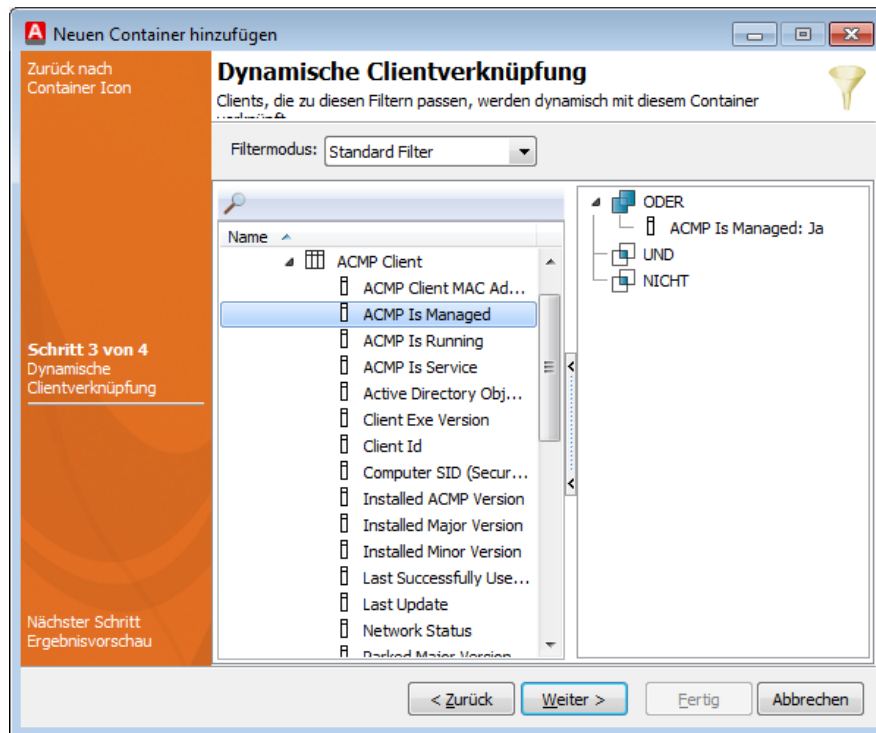 Neuen Container hinzufügen
Zurück nach
Container Icon
Dynamische Clientverknüpfung
Clients, die zu diesen Filtern passen, werden dynamisch mit diesem Container
Filtermodus: Standard Filter
Schritt 3 von 4
Dynamische
Clientverknüpfung
Nächster Schritt
Ergebnisvorschau
Name
ACMP Client
ACMP Client MAC Ad...
ACMP Is Managed
ACMP Is Running
ACMP Is Service
Active Directory Obj...
Client Exe Version
Client Id
Computer SID (Secur...
Installed ACMP Version
Installed Major Version
Installed Minor Version
Last Successfully Use...
Last Update
Network Status
Parked Major Version
ODER
ACMP Is Managed: Ja
UND
NICHT
< Zurück
Weiter >
Fertig
Abbrechen